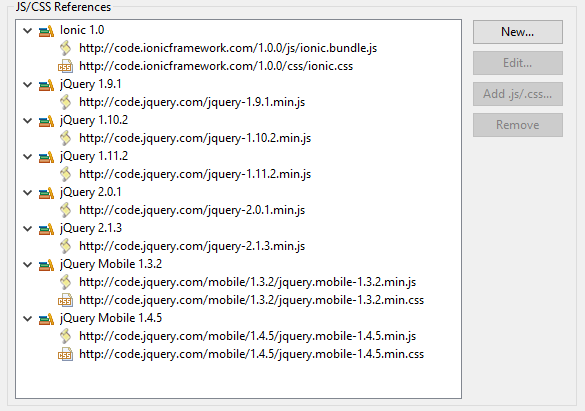 JS/CSS References
Ionic 1.0
http://code.ionicframework.com/1.0.0/js/ionic.bundle.js
http://code.ionicframework.com/1.0.0/css/ionic.css
jQuery 1.9.1
http://code.jquery.com/jquery-1.9.1.min.js
jQuery 1.10.2
http://code.jquery.com/jquery-1.10.2.min.js
jQuery 1.11.2
http://code.jquery.com/jquery-1.11.2.min.js
jQuery 2.0.1
http://code.jquery.com/jquery-2.0.1.min.js
jQuery 2.1.3
http://code.jquery.com/jquery-2.1.3.min.js
jQuery Mobile 1.3.2
http://code.jquery.com/mobile/1.3.2/jquery.mobile-1.3.2.min.js
http://code.jquery.com/mobile/1.3.2/jquery.mobile-1.3.2.min.css
jQuery Mobile 1.4.5
http://code.jquery.com/mobile/1.4.5/jquery.mobile-1.4.5.min.js
http://code.jquery.com/mobile/1.4.5/jquery.mobile-1.4.5.min.css
New...
Edit...
Add .js/.css...
Remove